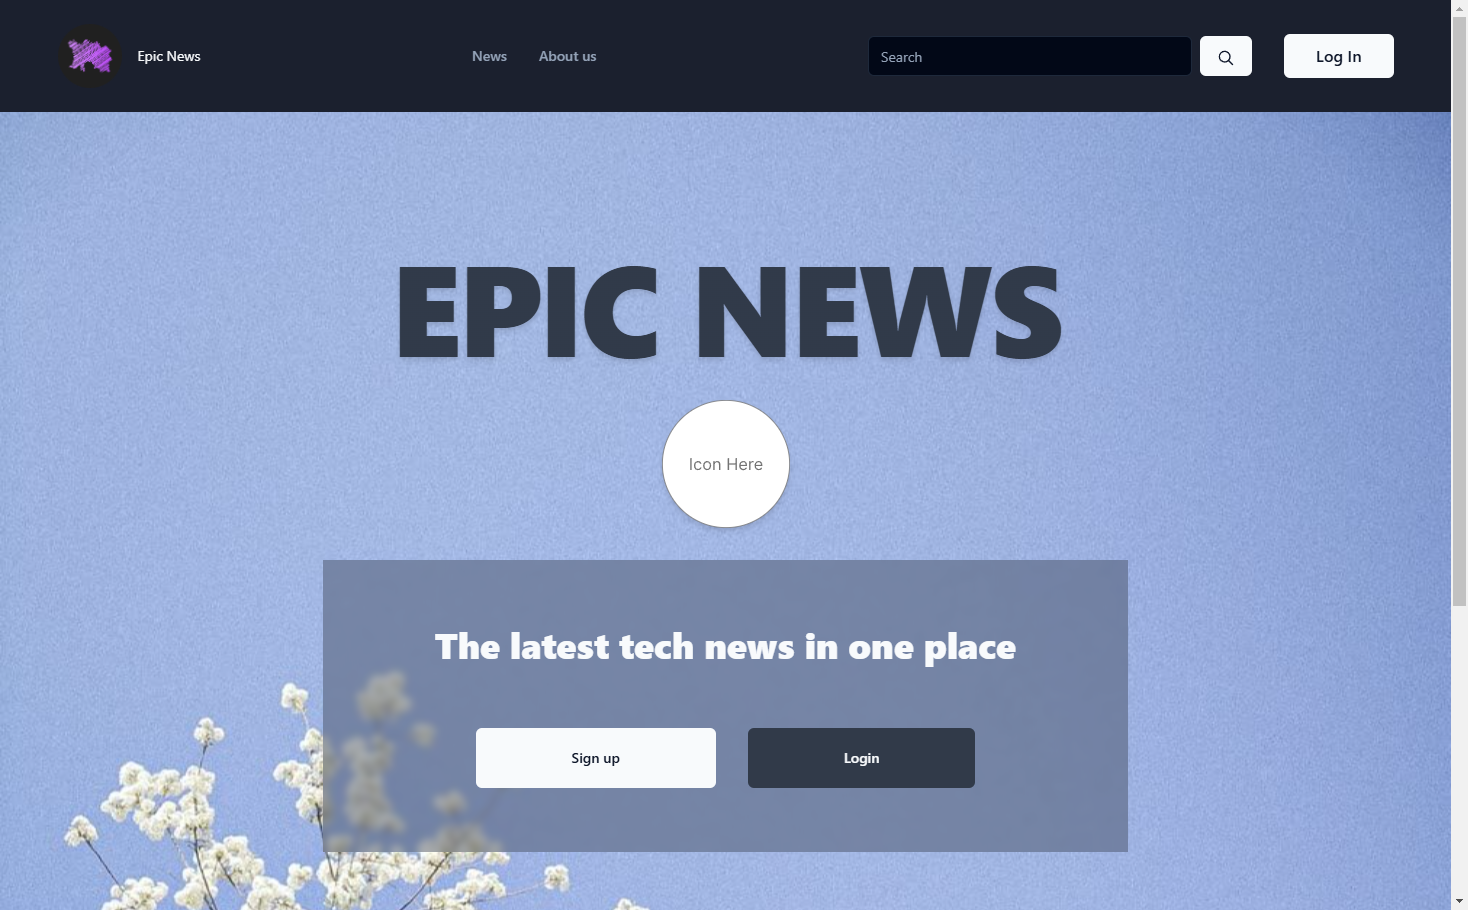 Epic News
News
About us
Search
Log In
EPIC NEWS
Icon Here
The latest tech news in one place
Sign up
Login